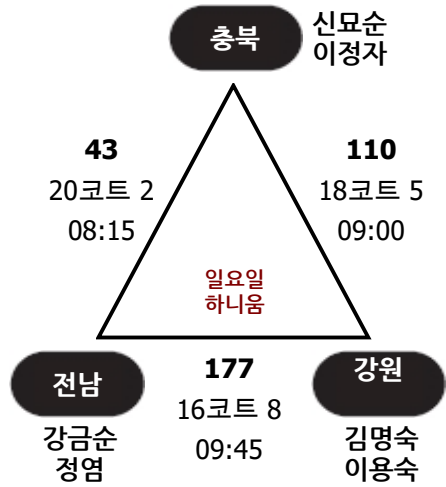 충북
신묘순
이정자
43
20코트 2
08:15
110
18코트 5
09:00
일요일
하니움
전남
강금순
정염
177
16코트 8
09:45
강원
김명숙
이용숙